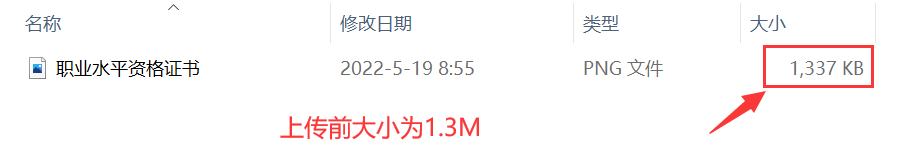 名称 修改日期 类型 大小
职业水平资格证书 2022-5-19 8:55 PNG 文件 1,337 KB
上传前大小为1.3M